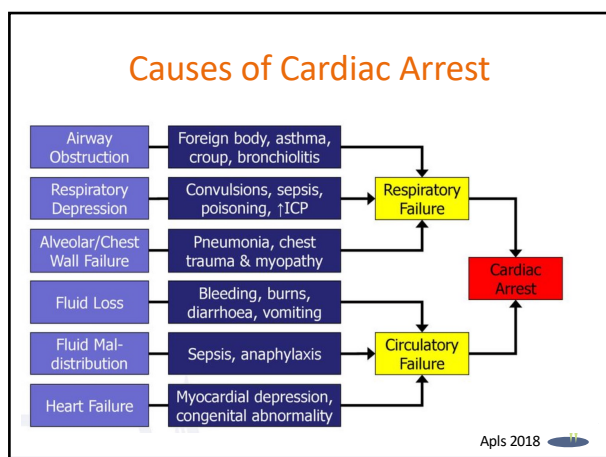 Causes of Cardiac Arrest
Airway
Obstruction
Foreign body, asthma,
croup, bronchiolitis
Respiratory
Depression
Convulsions, sepsis,
poisoning, ↑ICP
Respiratory
Failure
Alveolar/Chest
Wall Failure
Pneumonia, chest
trauma & myopathy
Cardiac
Arrest
Fluid Loss
Bleeding, burns,
diarrhoea, vomiting
Fluid Mal-
distribution
Sepsis, anaphylaxis
Circulatory
Failure
Heart Failure
Myocardial depression,
congenital abnormality
Apls 2018